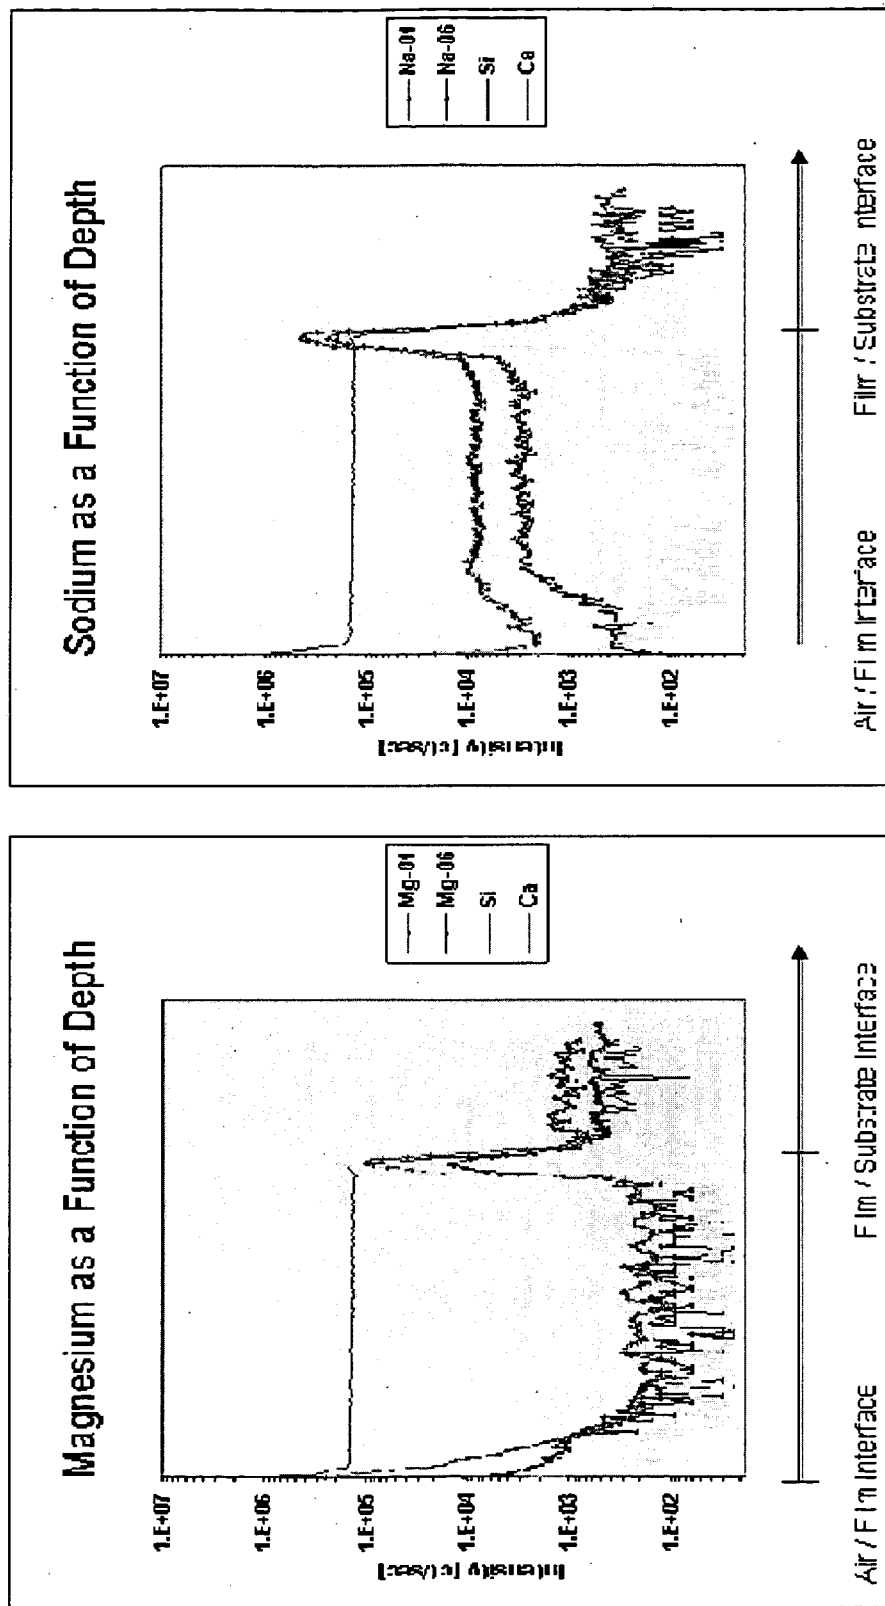 Magnesium as a Function of Depth
1.E+07
1.E+06
1.E+05
1.E+04
1.E+03
1.E+02
Intensity [ct/sec]
Mg-01
Mg-06
Si
Ca
Air / Film Interface
Film / Substrate Interface
Sodium as a Function of Depth
1.E+07
1.E+06
1.E+05
1.E+04
1.E+03
1.E+02
Intensity [ct/sec]
Na-01
Na-06
Si
Ca
Air / Film Interface
Film / Substrate Interface